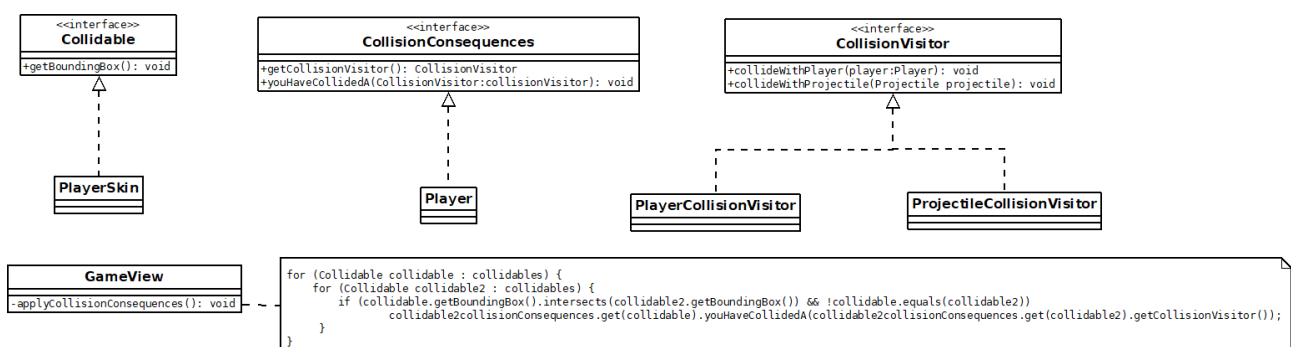 <<interface>>
Collidable
+getBoundingBox(): void
<<interface>>
CollisionConsequences
+getCollisionVisitor(): CollisionVisitor
+youHaveCollidedA(CollisionVisitor:collisionVisitor): void
<<interface>>
CollisionVisitor
+collideWithPlayer(player:Player): void
+collideWithProjectile(Projectile projectile): void
PlayerSkin
Player
PlayerCollisionVisitor
ProjectileCollisionVisitor
GameView
-applyCollisionConsequences(): void
for (Collidable collidable : collidables) {
for (Collidable collidable2 : collidables) {
if (collidable.getBoundingBox().intersects(collidable2.getBoundingBox()) && !collidable.equals(collidable2))
collidable2collisionConsequences.get(collidable).youHaveCollidedA(collidable2collisionConsequences.get(collidable2).getCollisionVisitor());
}
}